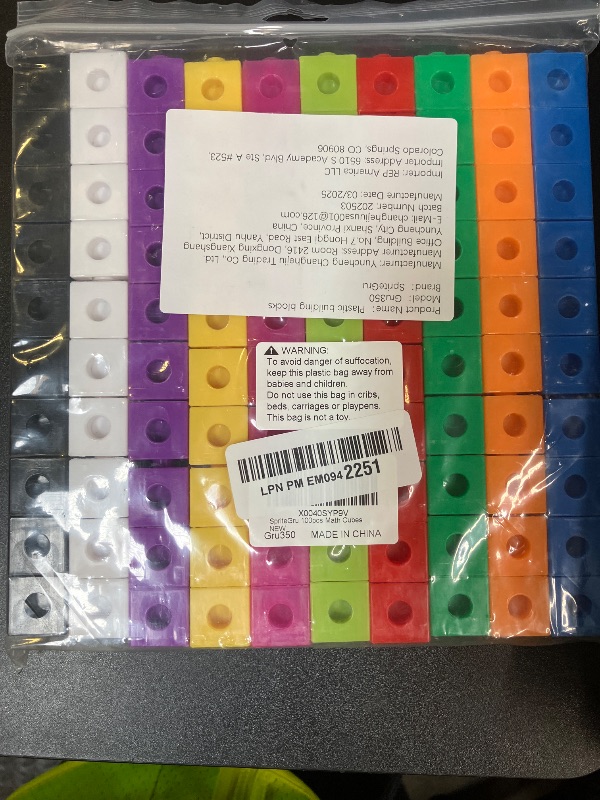 Product Name: Plastic building blocks
Model: Gru350
Brand: SpriteGru
Manufacturer: Yuncheng Changhejiu Trading Co., Ltd
Manufacturer Address: Room. 2416, Dongxing Xiangshang
Office Building, No.7 Hongqi East Road, Yanhu District,
Yuncheng City, Shanxi Province, China
E-Mail: changheijiusa001@126.com
Batch Number: 202503
Manufacture Date: 03/2025
Importer: REP America LLC
Importer Address: 6510 S Academy Blvd, Ste A #523,
Colorado Springs, CO 80906
WARNING:
To avoid danger of suffocation,
keep this plastic bag away from
babies and children.
Do not use this bag in cribs,
beds, carriages or playpens.
This bag is not a toy.
LPN PM EM094 2251
X0040SYP9V
SpriteGru 100pcs Math Cubes
NEW
Gru350 MADE IN CHINA